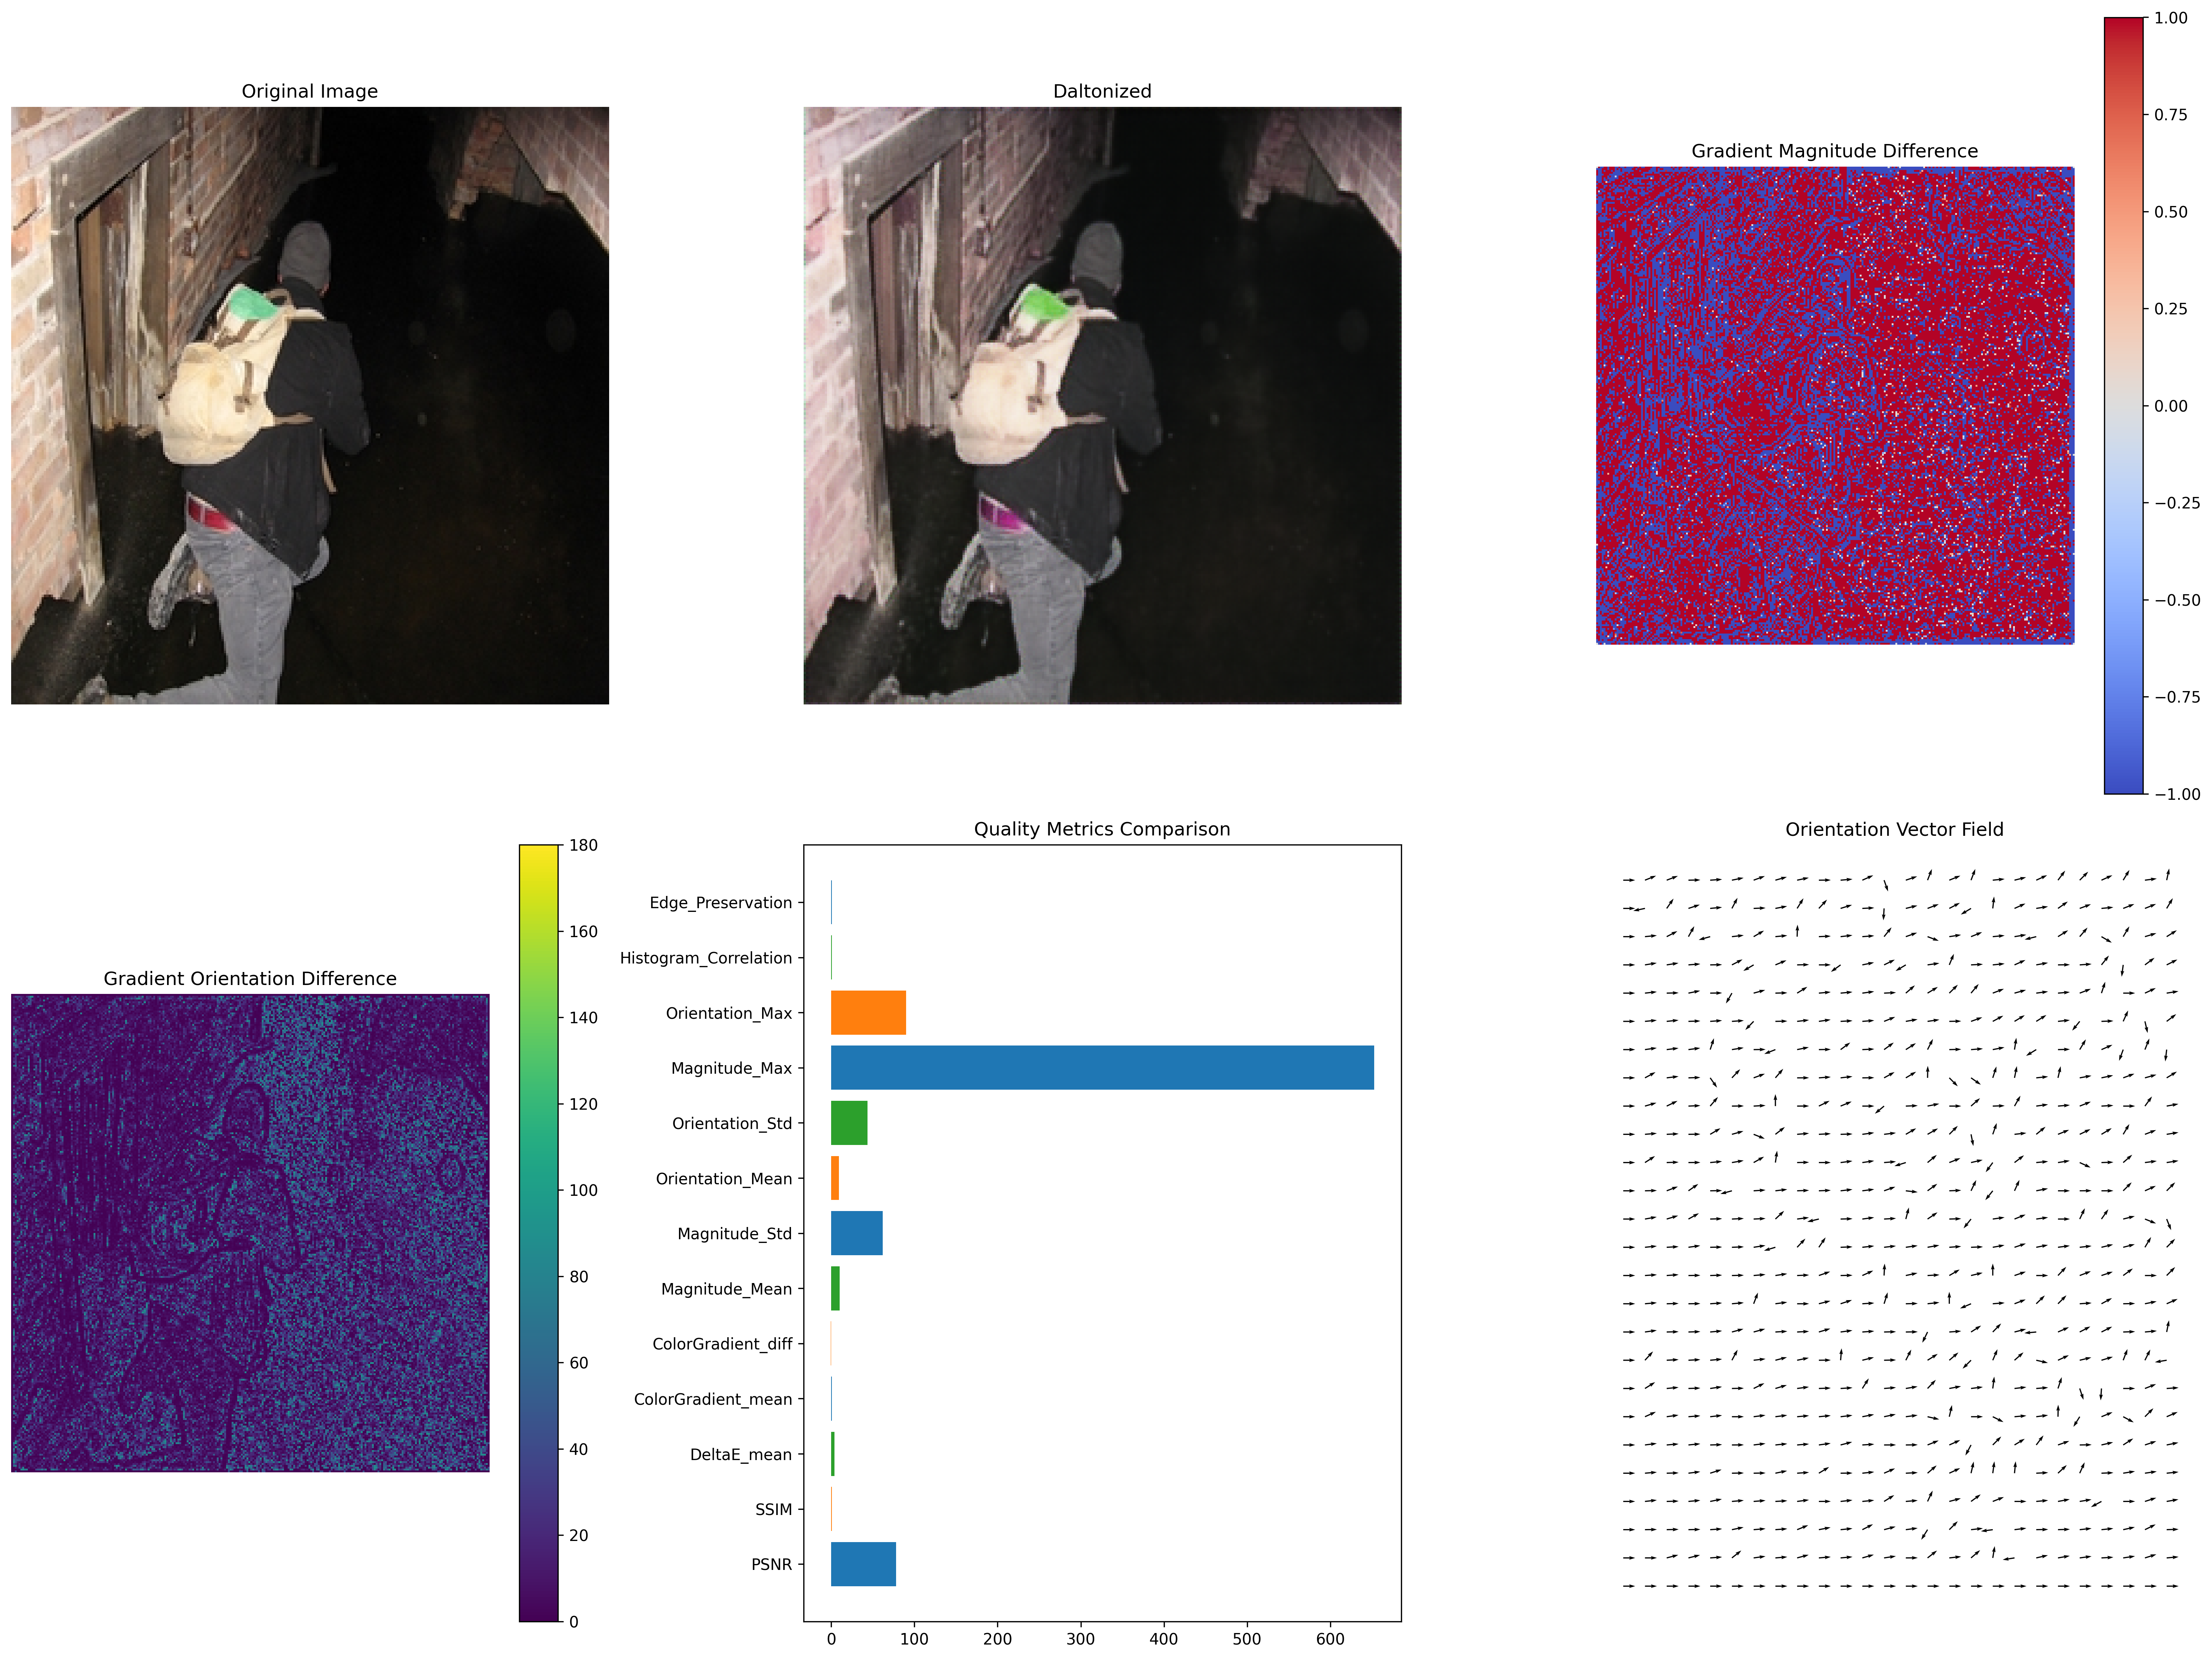 Original Image
Daltonized
Gradient Magnitude Difference
1.00
0.75
0.50
0.25
0.00
−0.25
−0.50
−0.75
−1.00
Gradient Orientation Difference
180
160
140
120
100
80
60
40
20
0
Quality Metrics Comparison
Edge_Preservation
Histogram_Correlation
Orientation_Max
Magnitude_Max
Orientation_Std
Orientation_Mean
Magnitude_Std
Magnitude_Mean
ColorGradient_diff
ColorGradient_mean
DeltaE_mean
SSIM
PSNR
0 100 200 300 400 500 600
Orientation Vector Field